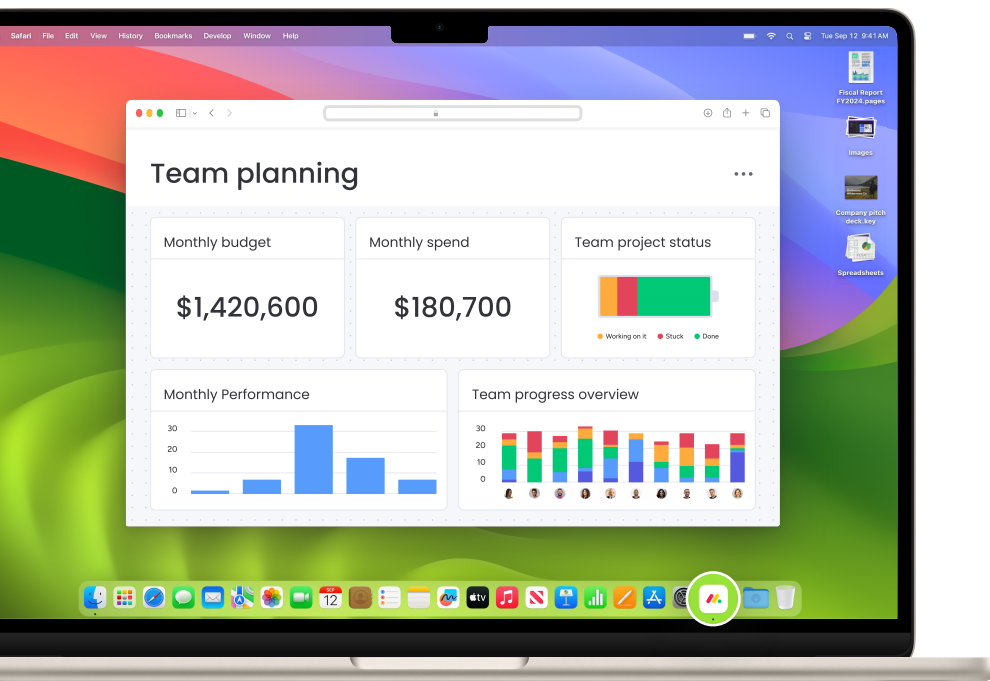 Safari File Edit View History Bookmarks Develop Window Help
Tue Sep 12 9:41 AM
Fiscal Report
FY2024.pages
Images
Company pitch
deck.key
Spreadsheets
Team planning
Monthly budget
$1,420,600
Monthly spend
$180,700
Team project status
Working on it
Stuck
Done
Monthly Performance
30
20
10
0
Team progress overview
30
20
10
0
SEP
12
tv